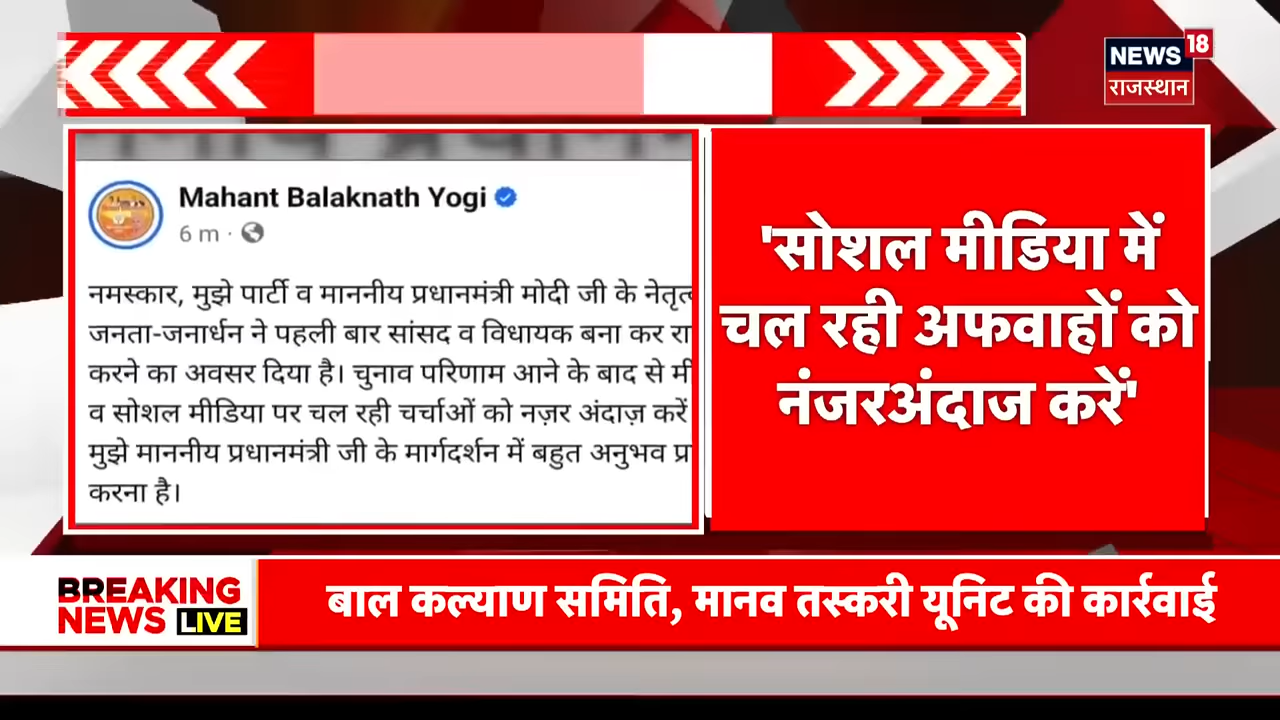 NEWS 18
राजस्थान
Mahant Balaknath Yogi
6 m ·
नमस्कार, मुझे पार्टी व माननीय प्रधानमंत्री मोदी जी के
जनता-जनार्धन ने पहली बार सांसद व विधायक बना कर
करने का अवसर दिया है। चुनाव परिणाम आने के बाद से
व सोशल मीडिया पर चल रही चर्चाओं को नज़र अंदाज़ करें
मुझे माननीय प्रधानमंत्री जी के मार्गदर्शन में बहुत अनुभव
करना है।
'सोशल मीडिया में
चल रही अफवाहों को
नंजरअंदाज करें'
BREAKING
NEWS LIVE
बाल कल्याण समिति, मानव तस्करी यूनिट की कार्रवाई